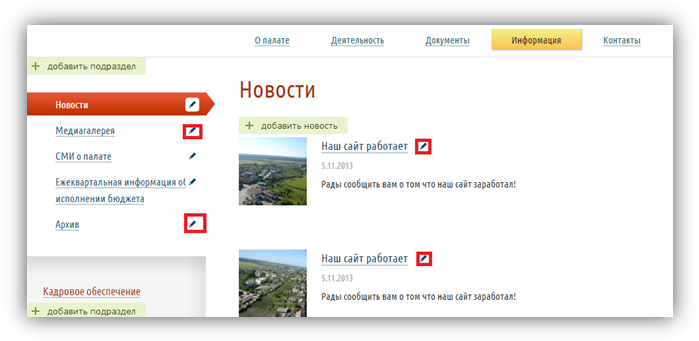 О палате Деятельность Документы Информация Контакты
+ добавить подраздел
Новости
Медиагалерея
СМИ о палате
Ежеквартальная информация об
исполнении бюджета
Архив
Кадровое обеспечение
+ добавить подраздел
Новости
+ добавить новость
Наш сайт работает
5.11.2013
Рады сообщить вам о том что наш сайт заработал!
Наш сайт работает
5.11.2013
Рады сообщить вам о том что наш сайт заработал!